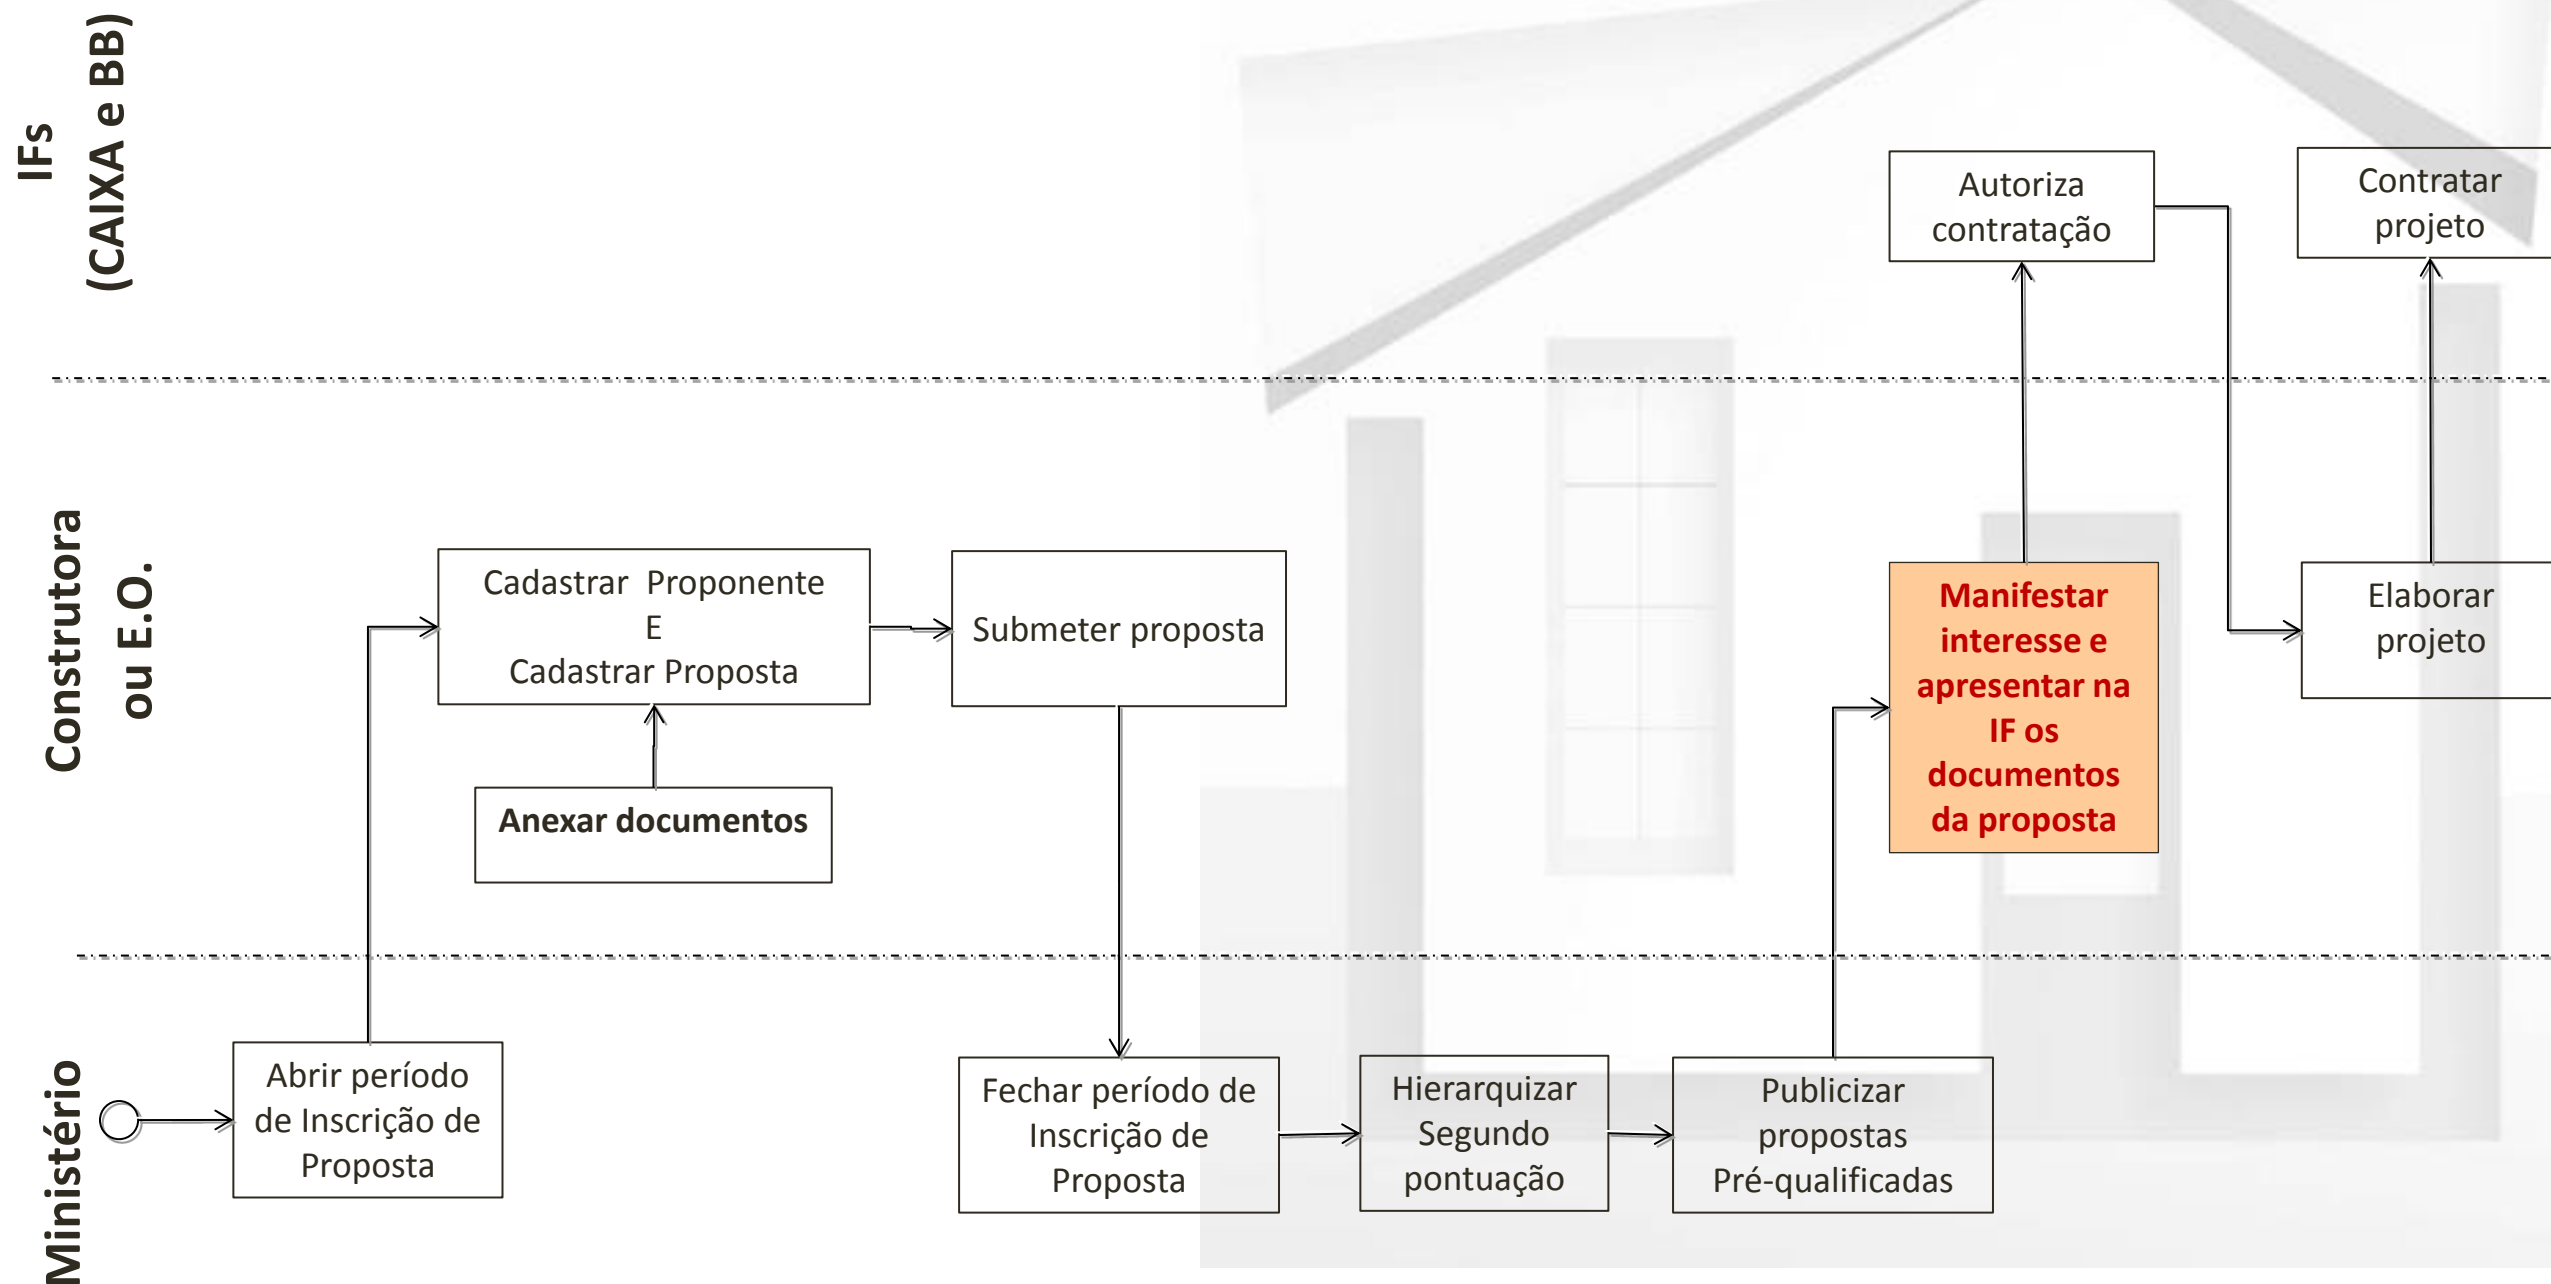 IFs
(CAIXA e BB)
Autoriza
contratação
Contratar
projeto
Construtora
ou E.O.
Cadastrar  Proponente
E
Cadastrar Proposta
Submeter proposta
Anexar documentos
Manifestar
interesse e
apresentar na
IF os
documentos
da proposta
Elaborar
projeto
Ministério
Abrir período
de Inscrição de
Proposta
Fechar período de
Inscrição de
Proposta
Hierarquizar
Segundo
pontuação
Publicizar
propostas
Pré-qualificadas